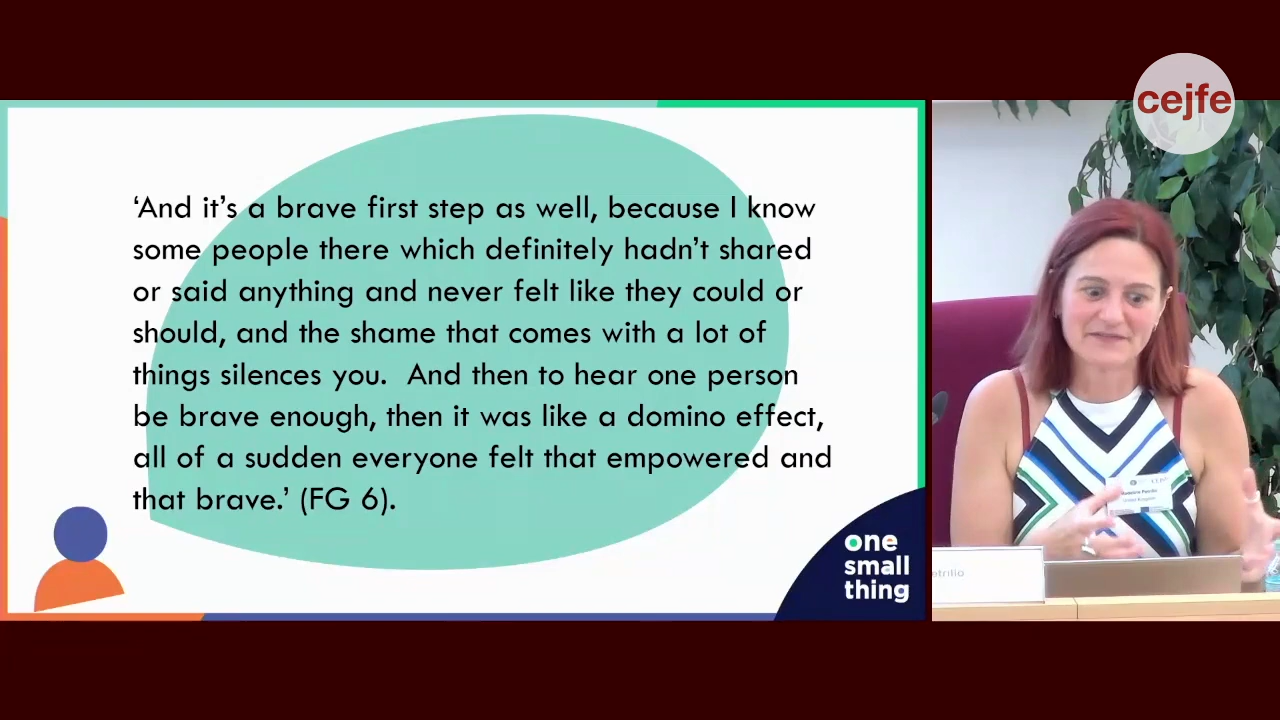 cejfe
‘And it’s a brave first step as well, because I know
some people there which definitely hadn’t shared
or said anything and never felt like they could or
should, and the shame that comes with a lot of
things silences you.  And then to hear one person
be brave enough, then it was like a domino effect,
all of a sudden everyone felt that empowered and
that brave.’ (FG 6).
one
small
thing